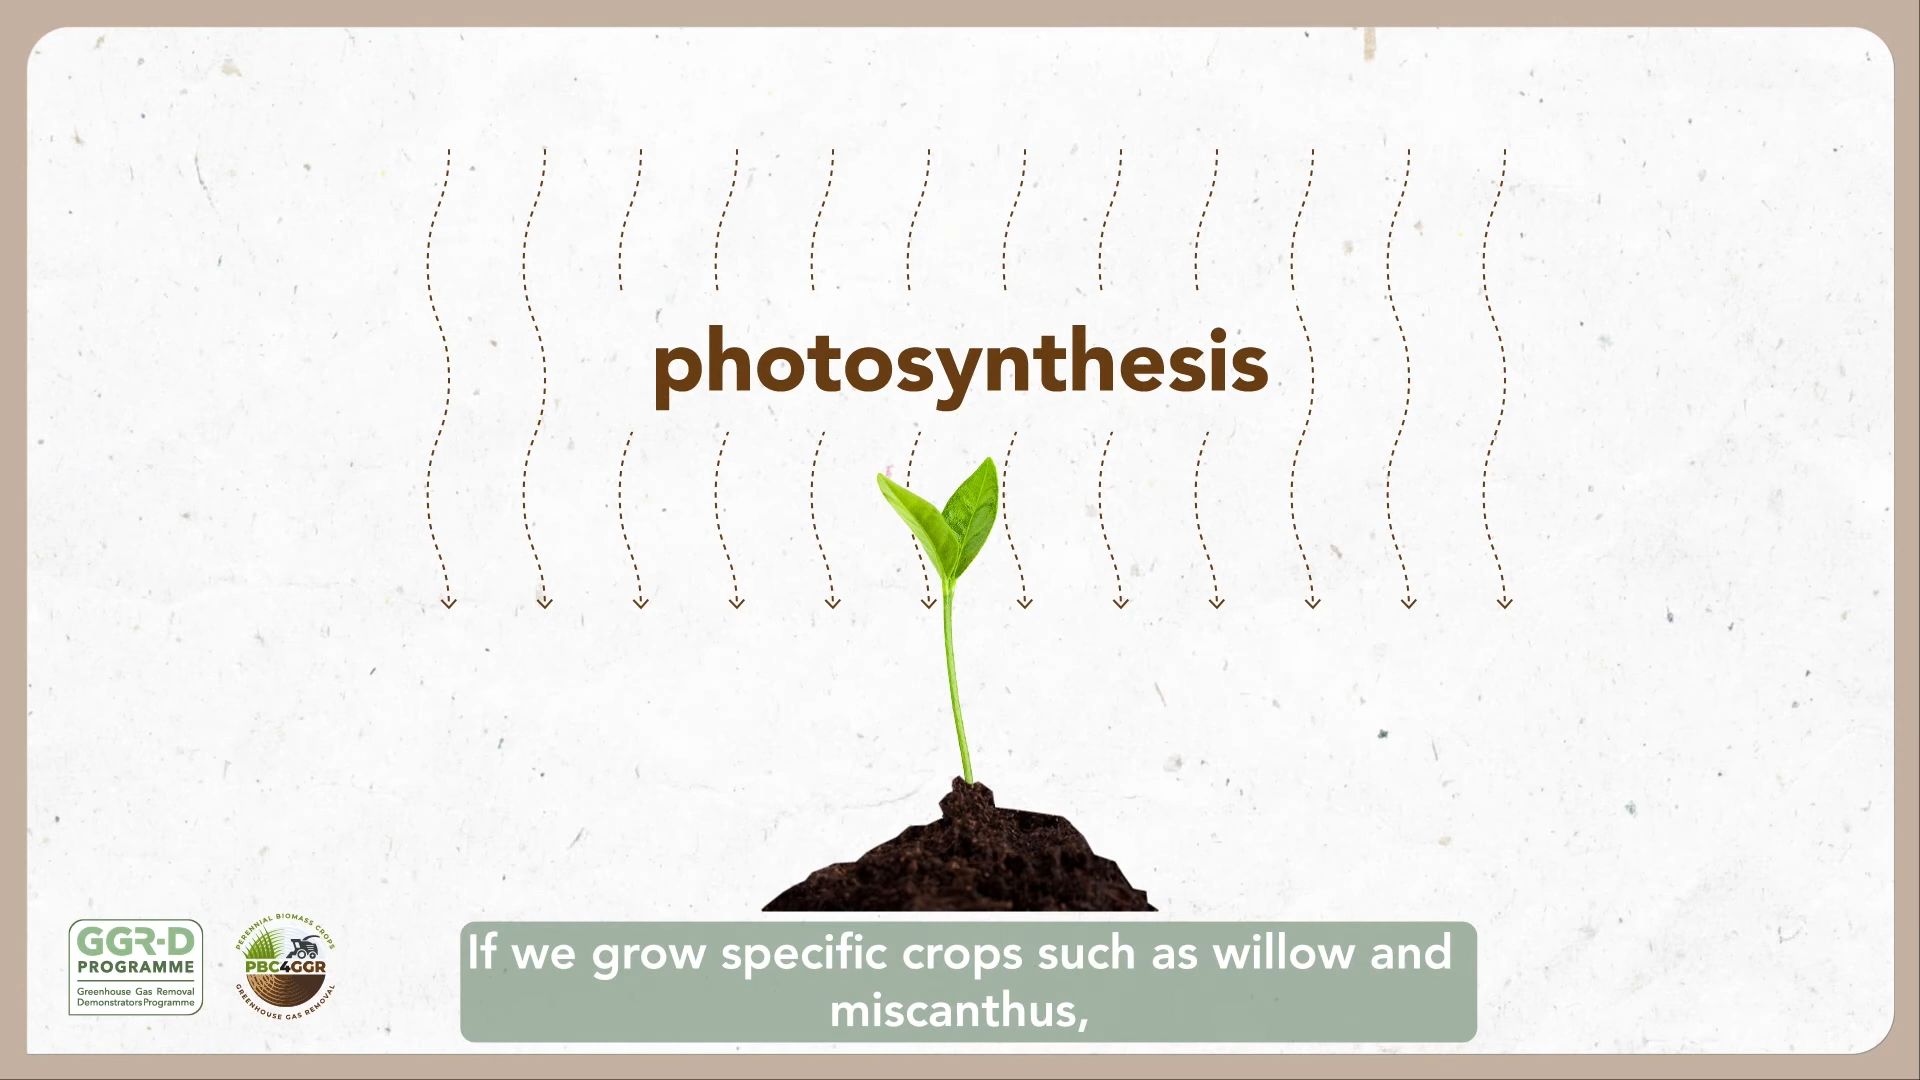 photosynthesis
GGR-D
PROGRAMME
Greenhouse Gas Removal
Demonstrators Programme
PERENNIAL BIOMASS CROPS
PBC4GGR
GREENHOUSE GAS REMOVAL
If we grow specific crops such as willow and
miscanthus,